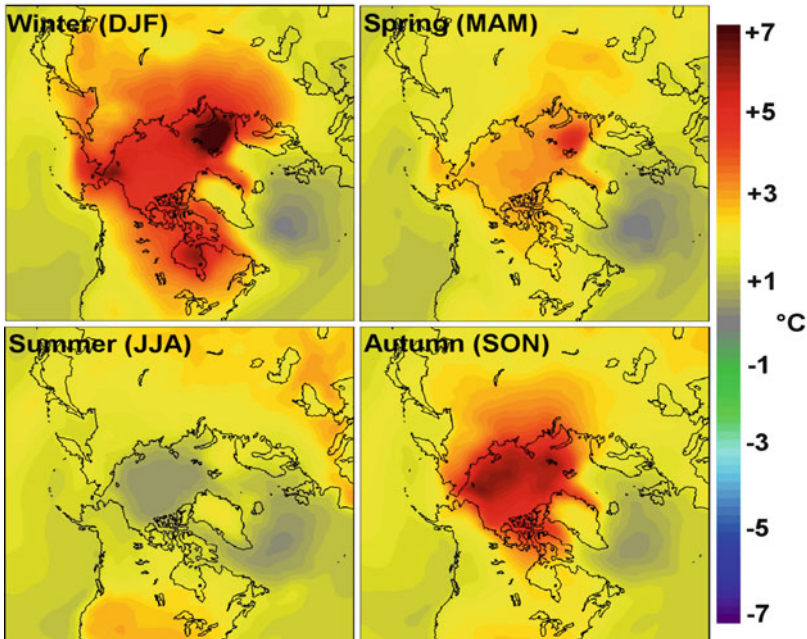 Winter (DJF)
Spring (MAM)
Summer (JJA)
Autumn (SON)
+7
+5
+3
+1
°C
-1
-3
-5
-7